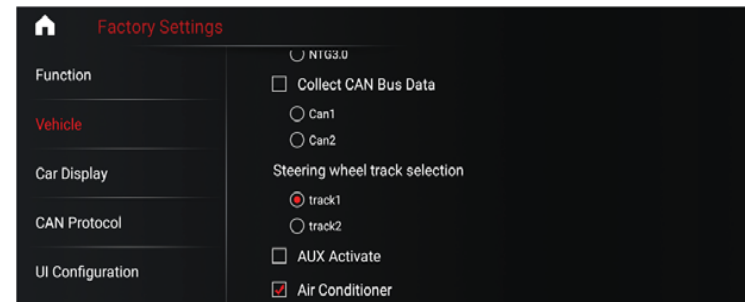 Factory Settings
Function
Vehicle
Car Display
CAN Protocol
UI Configuration
NTG3.0
Collect CAN Bus Data
Can1
Can2
Steering wheel track selection
track1
track2
AUX Activate
Air Conditioner